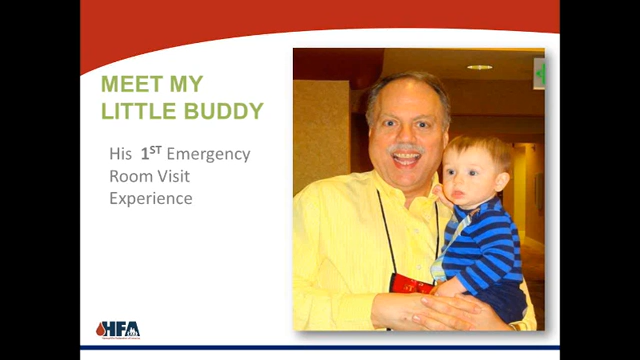 MEET MY
LITTLE BUDDY
His 1ST Emergency
Room Visit
Experience
HFA